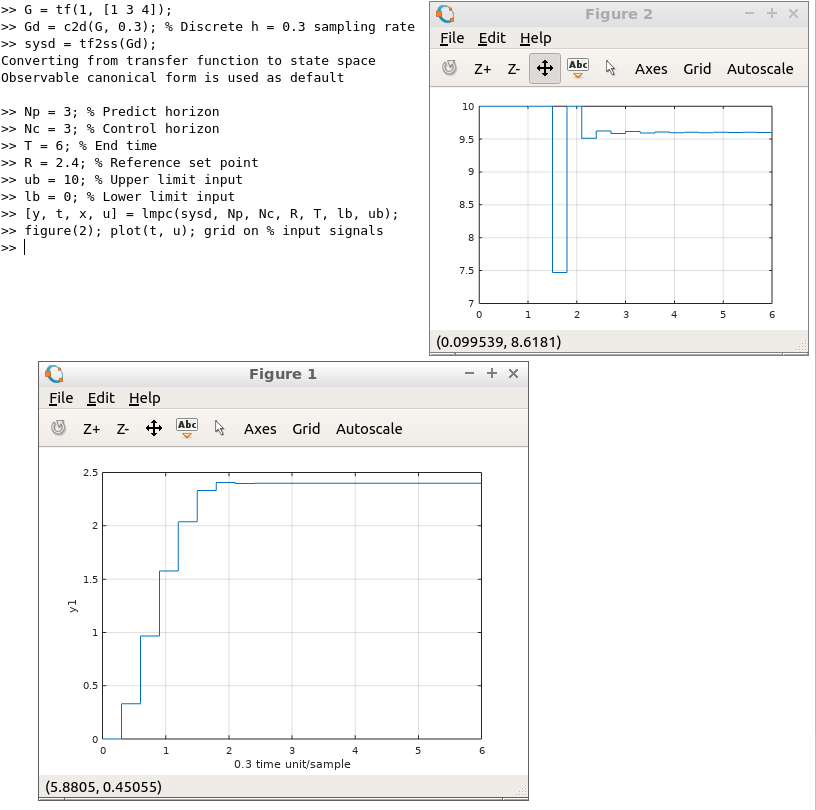 >> G = tf(1, [1 3 4]);
>> Gd = c2d(G, 0.3); % Discrete h = 0.3 sampling rate
>> sysd = tf2ss(Gd);
Converting from transfer function to state space
Observable canonical form is used as default
>> Np = 3; % Predict horizon
>> Nc = 3; % Control horizon
>> T = 6; % End time
>> R = 2.4; % Reference set point
>> ub = 10; % Upper limit input
>> lb = 0; % Lower limit input
>> [y, t, x, u] = lmpc(sysd, Np, Nc, R, T, lb, ub);
>> figure(2); plot(t, u); grid on % input signals
>>
Figure 2
File Edit Help
Z+ Z- Abc Axes Grid Autoscale
10
9.5
9
8.5
8
7.5
7
0 1 2 3 4 5 6
(0.099539, 8.6181)
Figure 1
File Edit Help
Z+ Z- Abc Axes Grid Autoscale
2.5
2
1.5
y1
1
0.5
0
0 1 2 3 4 5 6
0.3 time unit/sample
(5.8805, 0.45055)